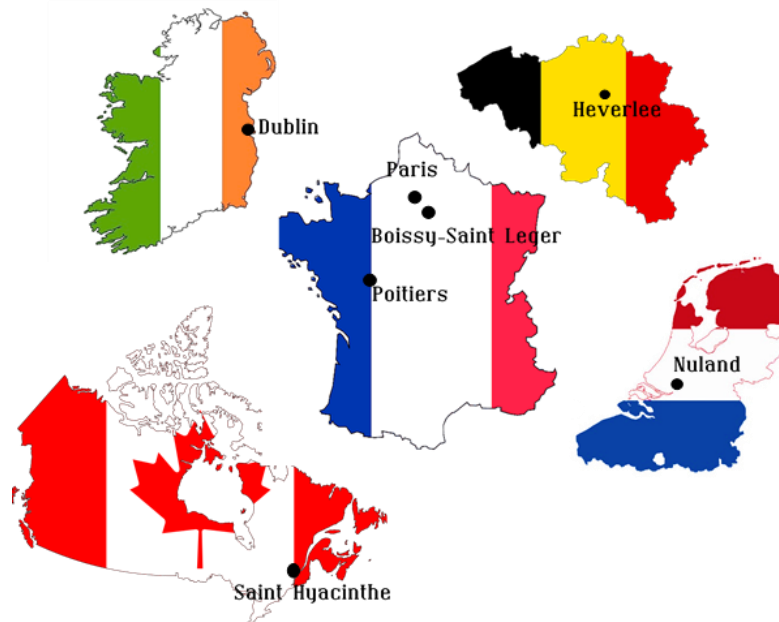 Dublin
Heverlee
Paris
Boissy-Saint Leger
Poitiers
Nuland
Saint Hyacinthe